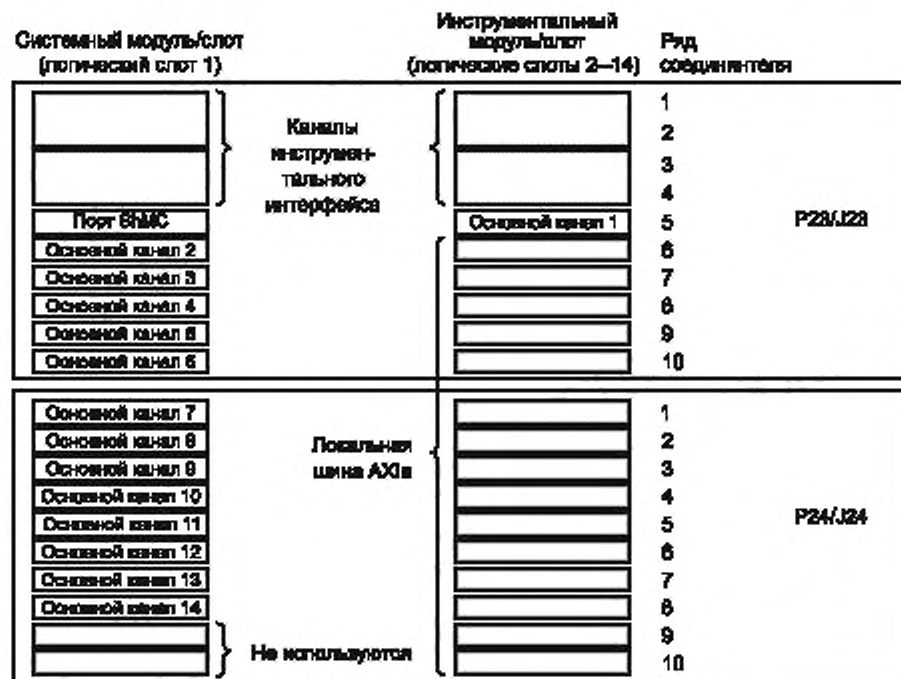 Системный модуль/слот
(логический слот 1)
Инструментальный
модуль/слот
(логические слоты 2–14)
Ряд
соединителя
Каналы
инструмен-
тального
интерфейса
1
2
3
4
Порт ShMC
Основной канал 1
5
P23/J23
Основной канал 2
6
Основной канал 3
7
Основной канал 4
8
Основной канал 5
9
Основной канал 6
10
Основной канал 7
1
Основной канал 8
2
Основной канал 9
3
Локальная
шина AXIe
Основной канал 10
4
Основной канал 11
5
P24/J24
Основной канал 12
6
Основной канал 13
7
Основной канал 14
8
9
Не используются
10